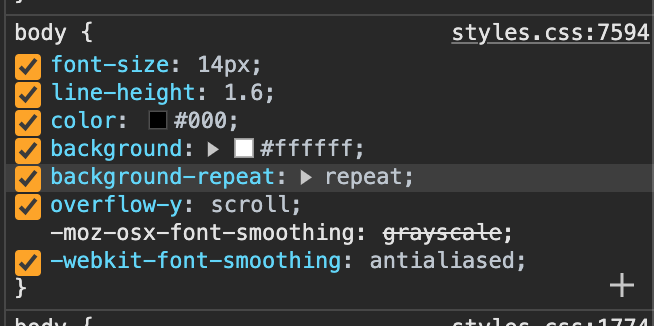 }
body {
styles.css:7594
font-size: 14px;
line-height: 1.6;
color: #000;
background: #ffffff;
background-repeat: repeat;
overflow-y: scroll;
-moz-osx-font-smoothing: grayscale;
-webkit-font-smoothing: antialiased;
}
body {
styles.css:1774